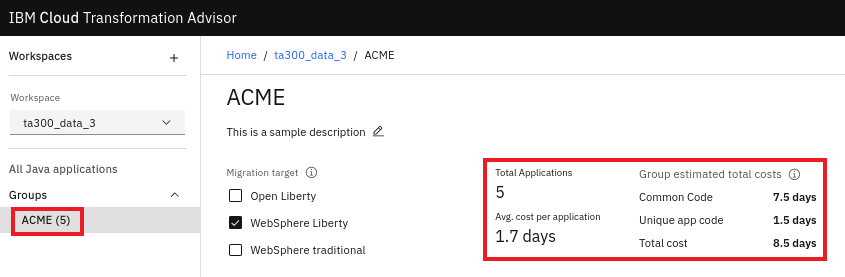 IBM Cloud Transformation Advisor
Workspaces
Home / ta300_data_3 / ACME
Workspace
ta300_data_3
All Java applications
Groups
ACME (5)
ACME
This is a sample description
Migration target
Open Liberty
WebSphere Liberty
WebSphere traditional
Total Applications
5
Avg. cost per application
1.7 days
Group estimated total costs
Common Code 7.5 days
Unique app code 1.5 days
Total cost 8.5 days